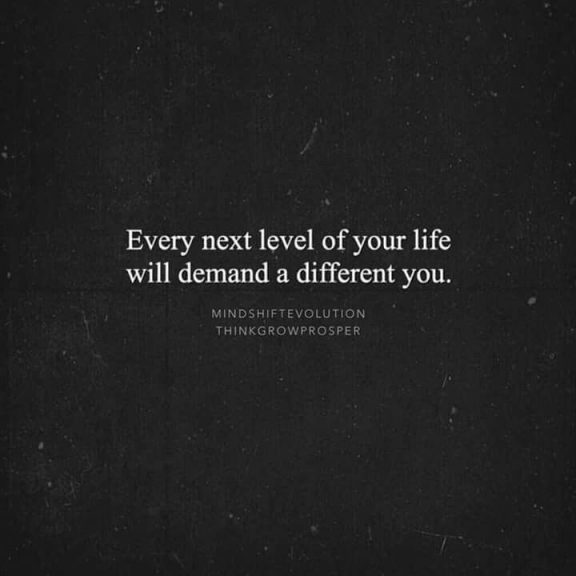 Every next level of your life
will demand a different you.
MINDSHIFTEVOLUTION
THINKGROWPROSPER